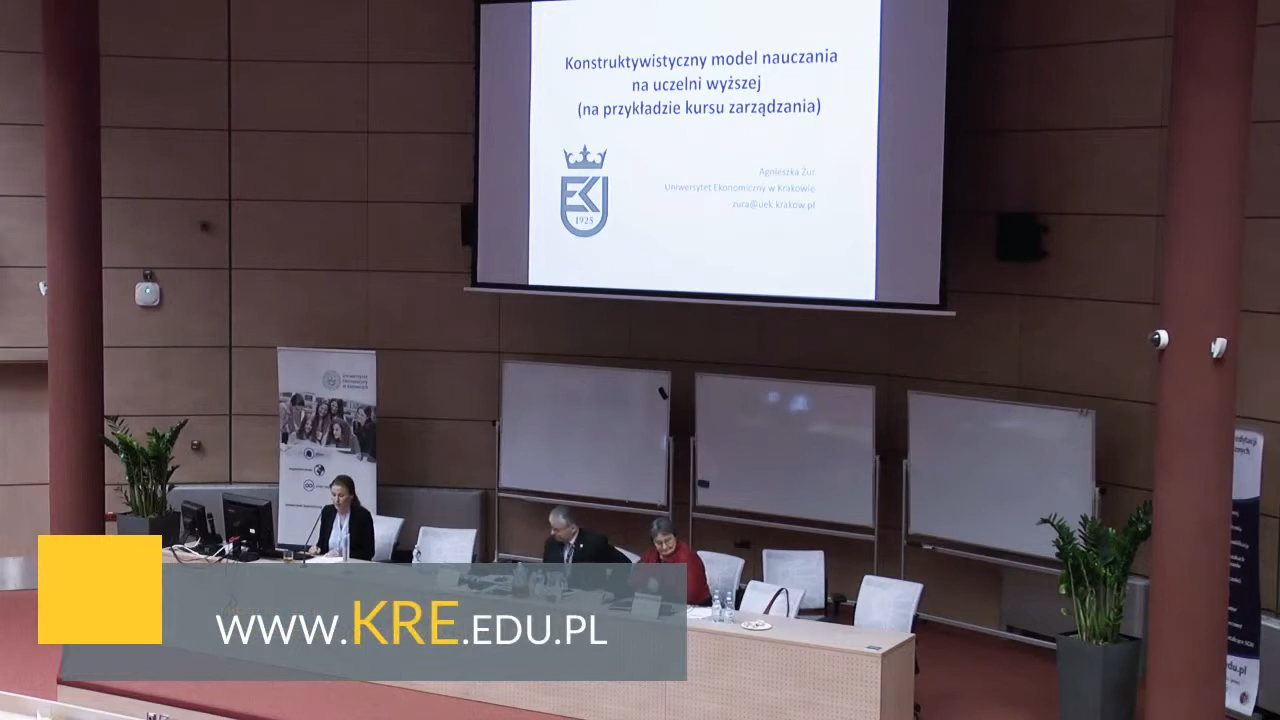 Konstruktywistyczny model nauczania
na uczelni wyższej
(na przykładzie kursu zarządzania)
Agnieszka Żur
Uniwersytet Ekonomiczny w Krakowie
zura@uek.krakow.pl
1925
www.KRE.EDU.PL